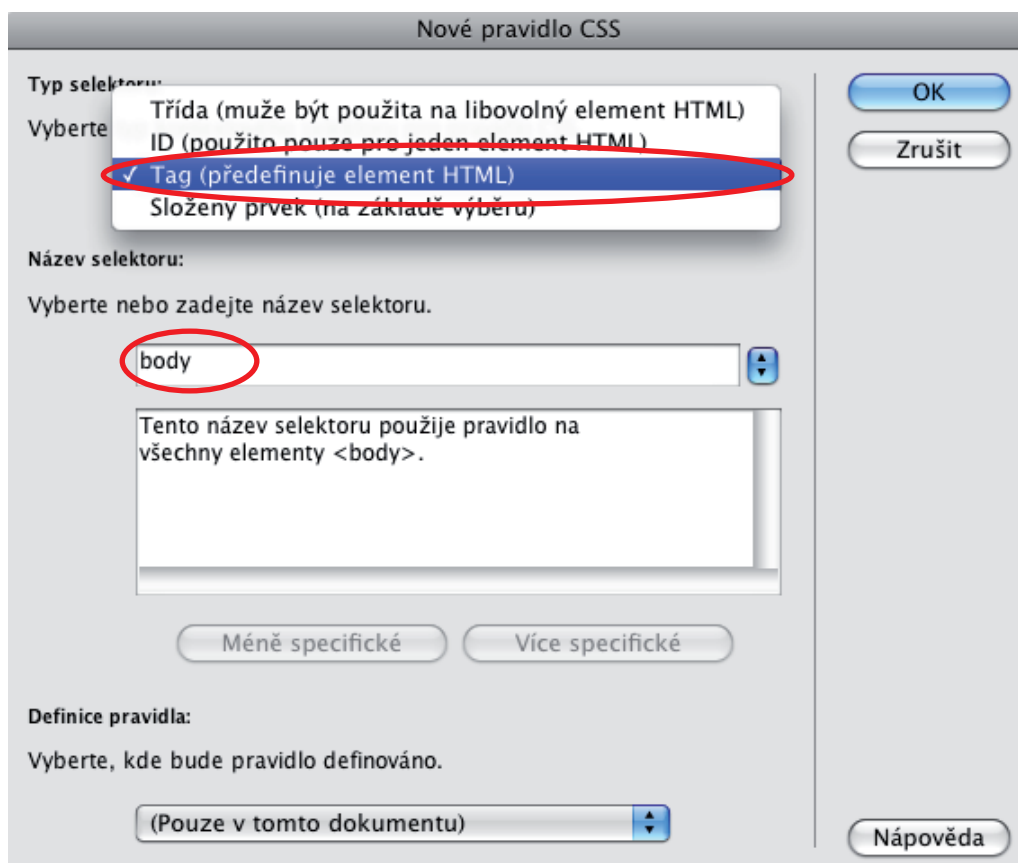 Nové pravidlo CSS
Typ selektoru:
Třída (muže být použita na libovolný element HTML)
Vyberte
ID (použito pouze pro jeden element HTML)
✓ Tag (předefinuje element HTML)
Složeny prvek (na základě výběru)
OK
Zrušit
Název selektoru:
Vyberte nebo zadejte název selektoru.
body
Tento název selektoru použije pravidlo na
všechny elementy <body>.
Méně specifické
Více specifické
Definice pravidla:
Vyberte, kde bude pravidlo definováno.
(Pouze v tomto dokumentu)
Nápověda